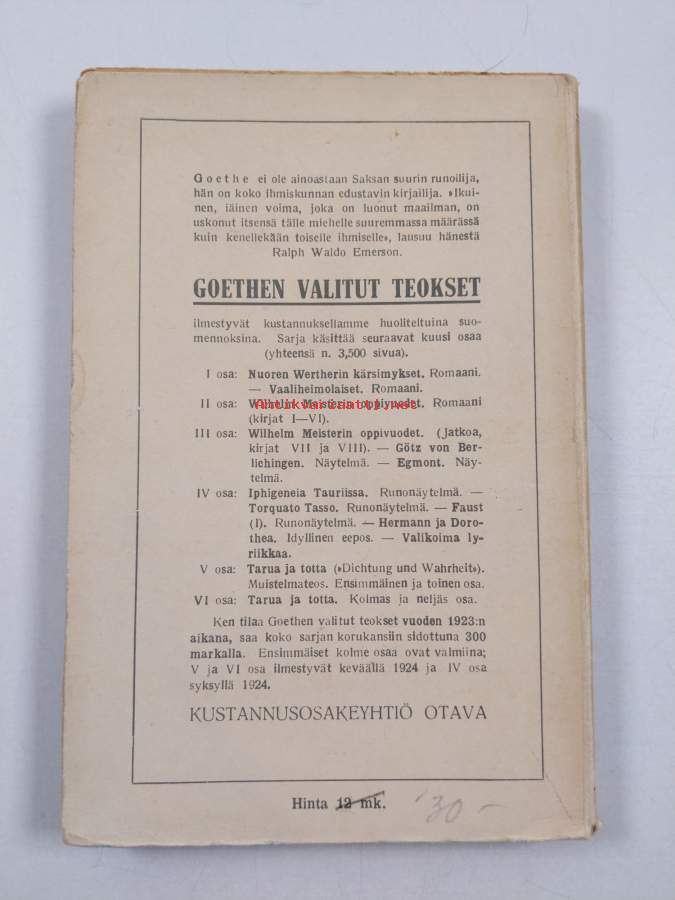 Goethe ei ole ainoastaan Saksan suurin runoilija,
hän on koko ihmiskunnan edustavin kirjailija. »Ikui-
nen, iäinen voima, joka on luonut maailman, on
uskonut itsensä tälle miehelle suuremmassa määrässä
kuin kenellekään toiselle ihmiselle», lausuu hänestä
Ralph Waldo Emerson.
GOETHEN VALITUT TEOKSET
ilmestyvät kustannuksellamme huoliteltuina suo-
mennoksina. Sarja käsittää seuraavat kuusi osaa
(yhteensä n. 3,500 sivua).
I osa: Nuoren Wertherin kärsimykset. Romaani.
— Vaaliheimolaiset. Romaani.
II osa: Wilhelm Meisterin oppivuodet. Romaani
Antikvariaatti.net
(kirjat I—VI).
III osa: Wilhelm Meisterin oppivuodet. (Jatkoa,
kirjat VII ja VIII). — Götz von Ber-
lichingen. Näytelmä. — Egmont. Näy-
telmä.
IV osa: Iphigeneia Tauriissa. Runonäytelmä. —
Torquato Tasso. Runonäytelmä. — Faust
(I). Runonäytelmä. — Hermann ja Doro-
thea. Idyllinen eepos. — Valikoima ly-
riikkaa.
V osa: Tarua ja totta (»Dichtung und Wahrheit»).
Muistelmateos. Ensimmäinen ja toinen osa.
VI osa: Tarua ja totta. Kolmas ja neljäs osa.
Ken tilaa Goethen valitut teokset vuoden 1923:n
aikana, saa koko sarjan korukansiin sidottuna 300
markalla. Ensimmäiset kolme osaa ovat valmiina;
V ja VI osa ilmestyvät keväällä 1924 ja IV osa
syksyllä 1924.
KUSTANNUSOSAKEYHTIÖ OTAVA
Hinta 12 mk. 30 –